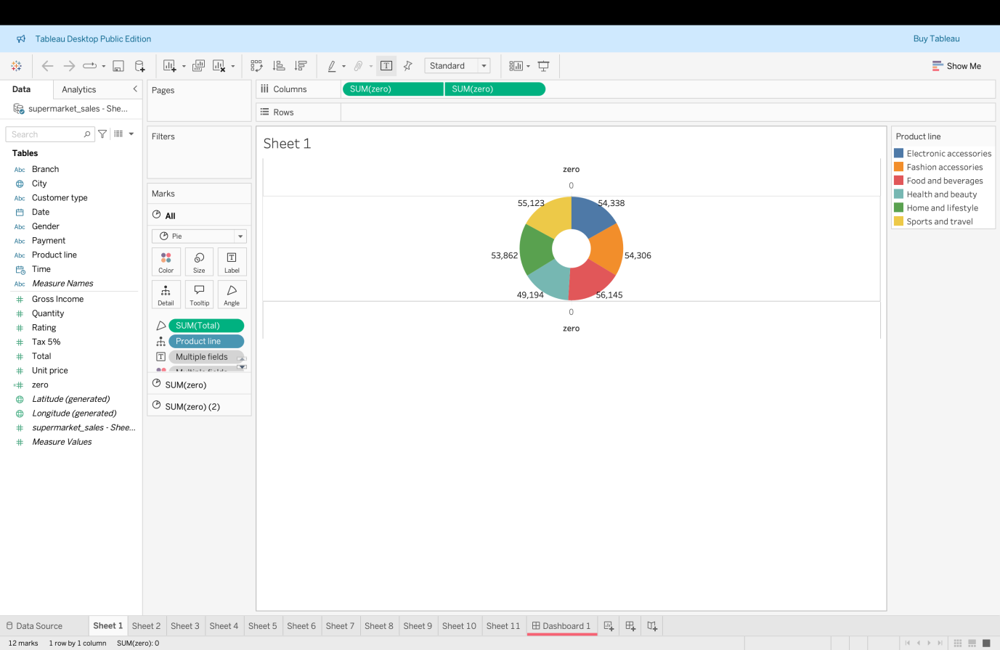 Tableau Desktop Public Edition
Buy Tableau
Standard
Show Me
Data
Analytics
supermarket_sales - She...
Search
Tables
Abc Branch
City
Abc Customer type
Date
Abc Gender
Abc Payment
Abc Product line
Time
Abc Measure Names
Gross Income
Quantity
Rating
Tax 5%
Total
Unit price
zero
Latitude (generated)
Longitude (generated)
supermarket_sales - Shee...
Measure Values
Pages
Filters
Marks
All
Pie
Color
Size
Label
Detail
Tooltip
Angle
SUM(Total)
Product line
Multiple fields
SUM(zero)
SUM(zero) (2)
Columns
SUM(zero)
SUM(zero)
Rows
Sheet 1
zero
0
55,123
54,338
53,862
54,306
49,194
56,145
0
zero
Product line
Electronic accessories
Fashion accessories
Food and beverages
Health and beauty
Home and lifestyle
Sports and travel
Data Source
Sheet 1
Sheet 2
Sheet 3
Sheet 4
Sheet 5
Sheet 6
Sheet 7
Sheet 8
Sheet 9
Sheet 10
Sheet 11
Dashboard 1
12 marks
1 row by 1 column
SUM(zero): 0